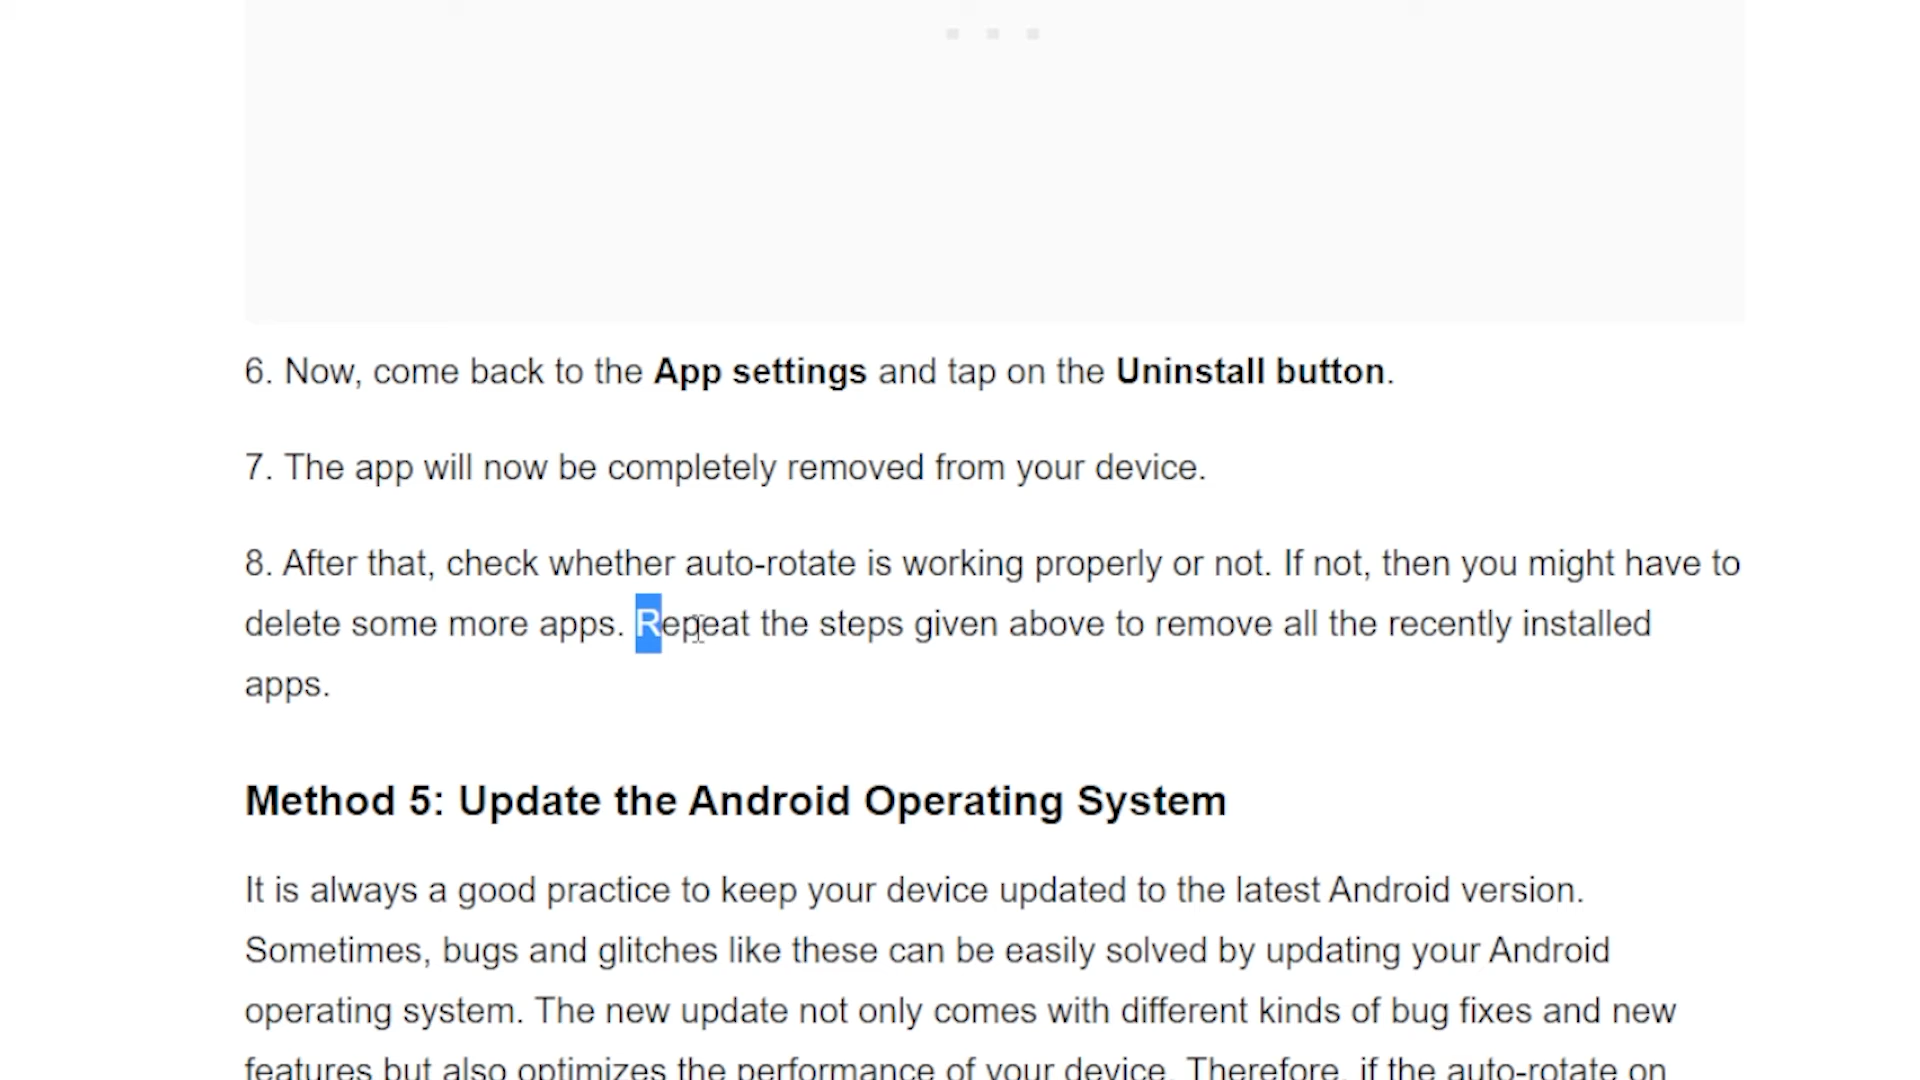 6. Now, come back to the App settings and tap on the Uninstall button.
7. The app will now be completely removed from your device.
8. After that, check whether auto-rotate is working properly or not. If not, then you might have to
delete some more apps. Repeat the steps given above to remove all the recently installed
apps.
Method 5: Update the Android Operating System
It is always a good practice to keep your device updated to the latest Android version.
Sometimes, bugs and glitches like these can be easily solved by updating your Android
operating system. The new update not only comes with different kinds of bug fixes and new
features but also optimizes the performance of your device. Therefore, if the auto-rotate on